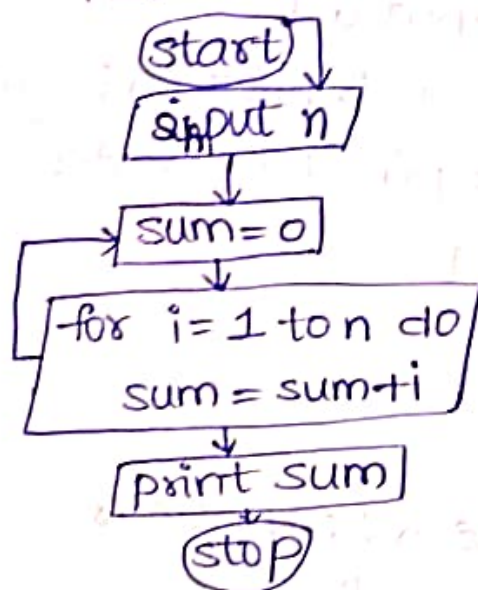 start
input n
sum = 0
for i = 1 to n do
sum = sum+i
print sum
stop